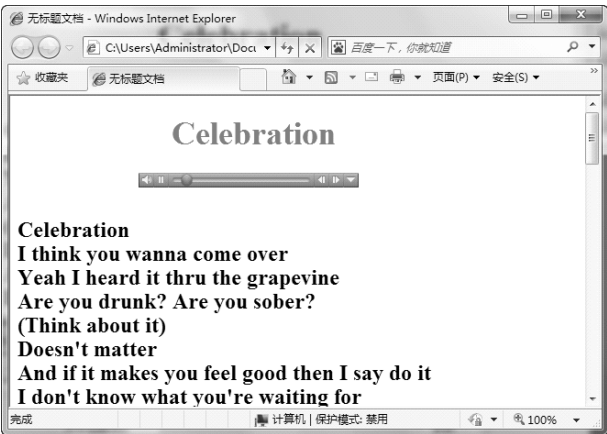 无标题文档 - Windows Internet Explorer
C:\Users\Administrator\Docu
百度一下，你就知道
收藏夹
无标题文档
页面(P)
安全(S)
Celebration
Celebration
I think you wanna come over
Yeah I heard it thru the grapevine
Are you drunk? Are you sober?
(Think about it)
Doesn't matter
And if it makes you feel good then I say do it
I don't know what you're waiting for
完成
计算机 | 保护模式: 禁用
100%